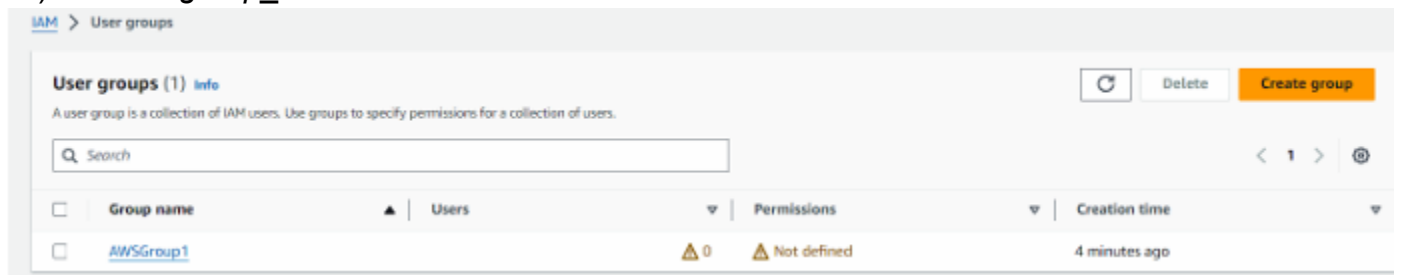 IAM > User groups
User groups (1) Info
Delete
Create group
A user group is a collection of IAM users. Use groups to specify permissions for a collection of users.
Search
< 1 >
Group name ▲ | Users ▼ | Permissions ▼ | Creation time ▼
AWSGroup1 0 Not defined 4 minutes ago